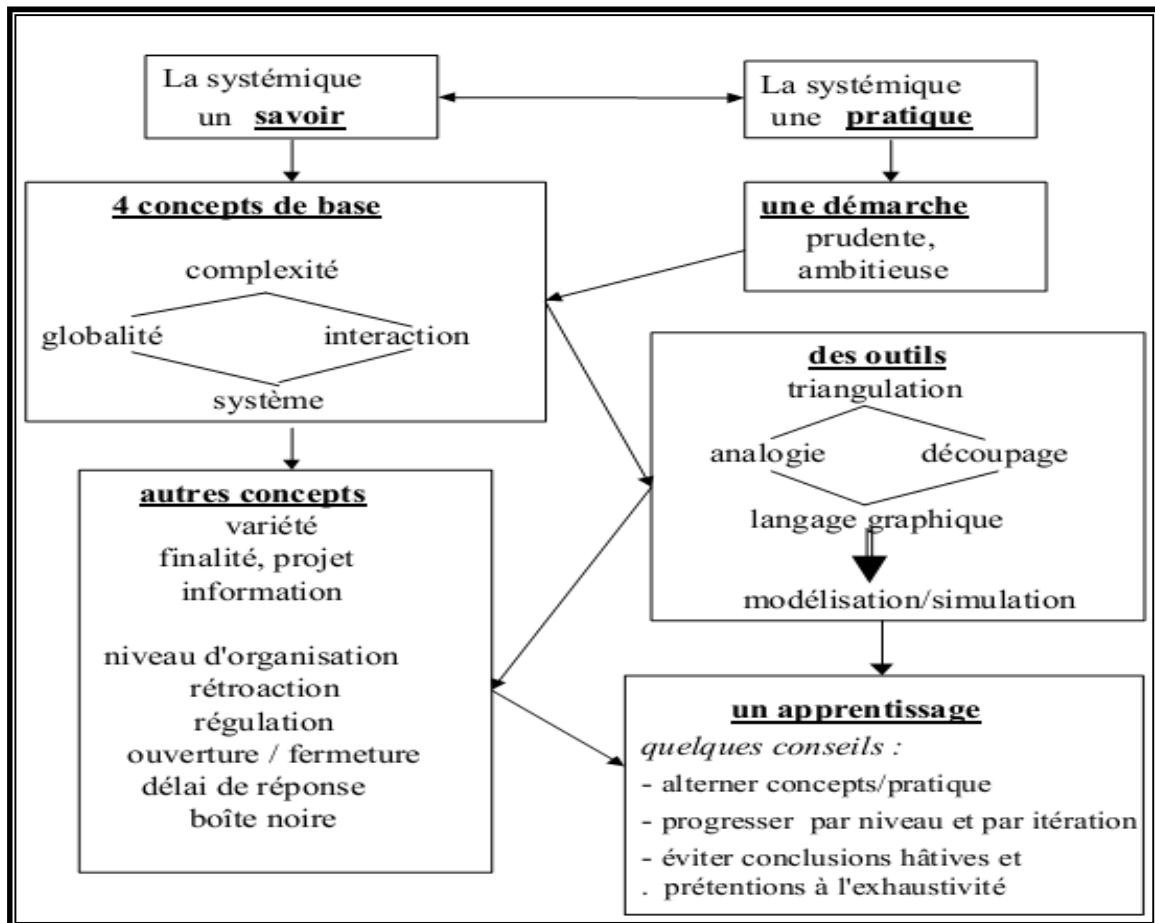 La systémique
un savoir
La systémique
une pratique
4 concepts de base
complexité
globalité interaction
système
une démarche
prudente,
ambitieuse
des outils
triangulation
analogie découpage
langage graphique
modélisation/simulation
autres concepts
variété
finalité, projet
information
niveau d'organisation
rétroaction
régulation
ouverture / fermeture
délai de réponse
boîte noire
un apprentissage
quelques conseils :
- alterner concepts/pratique
- progresser par niveau et par itération
- éviter conclusions hâtives et
. prétentions à l'exhaustivité